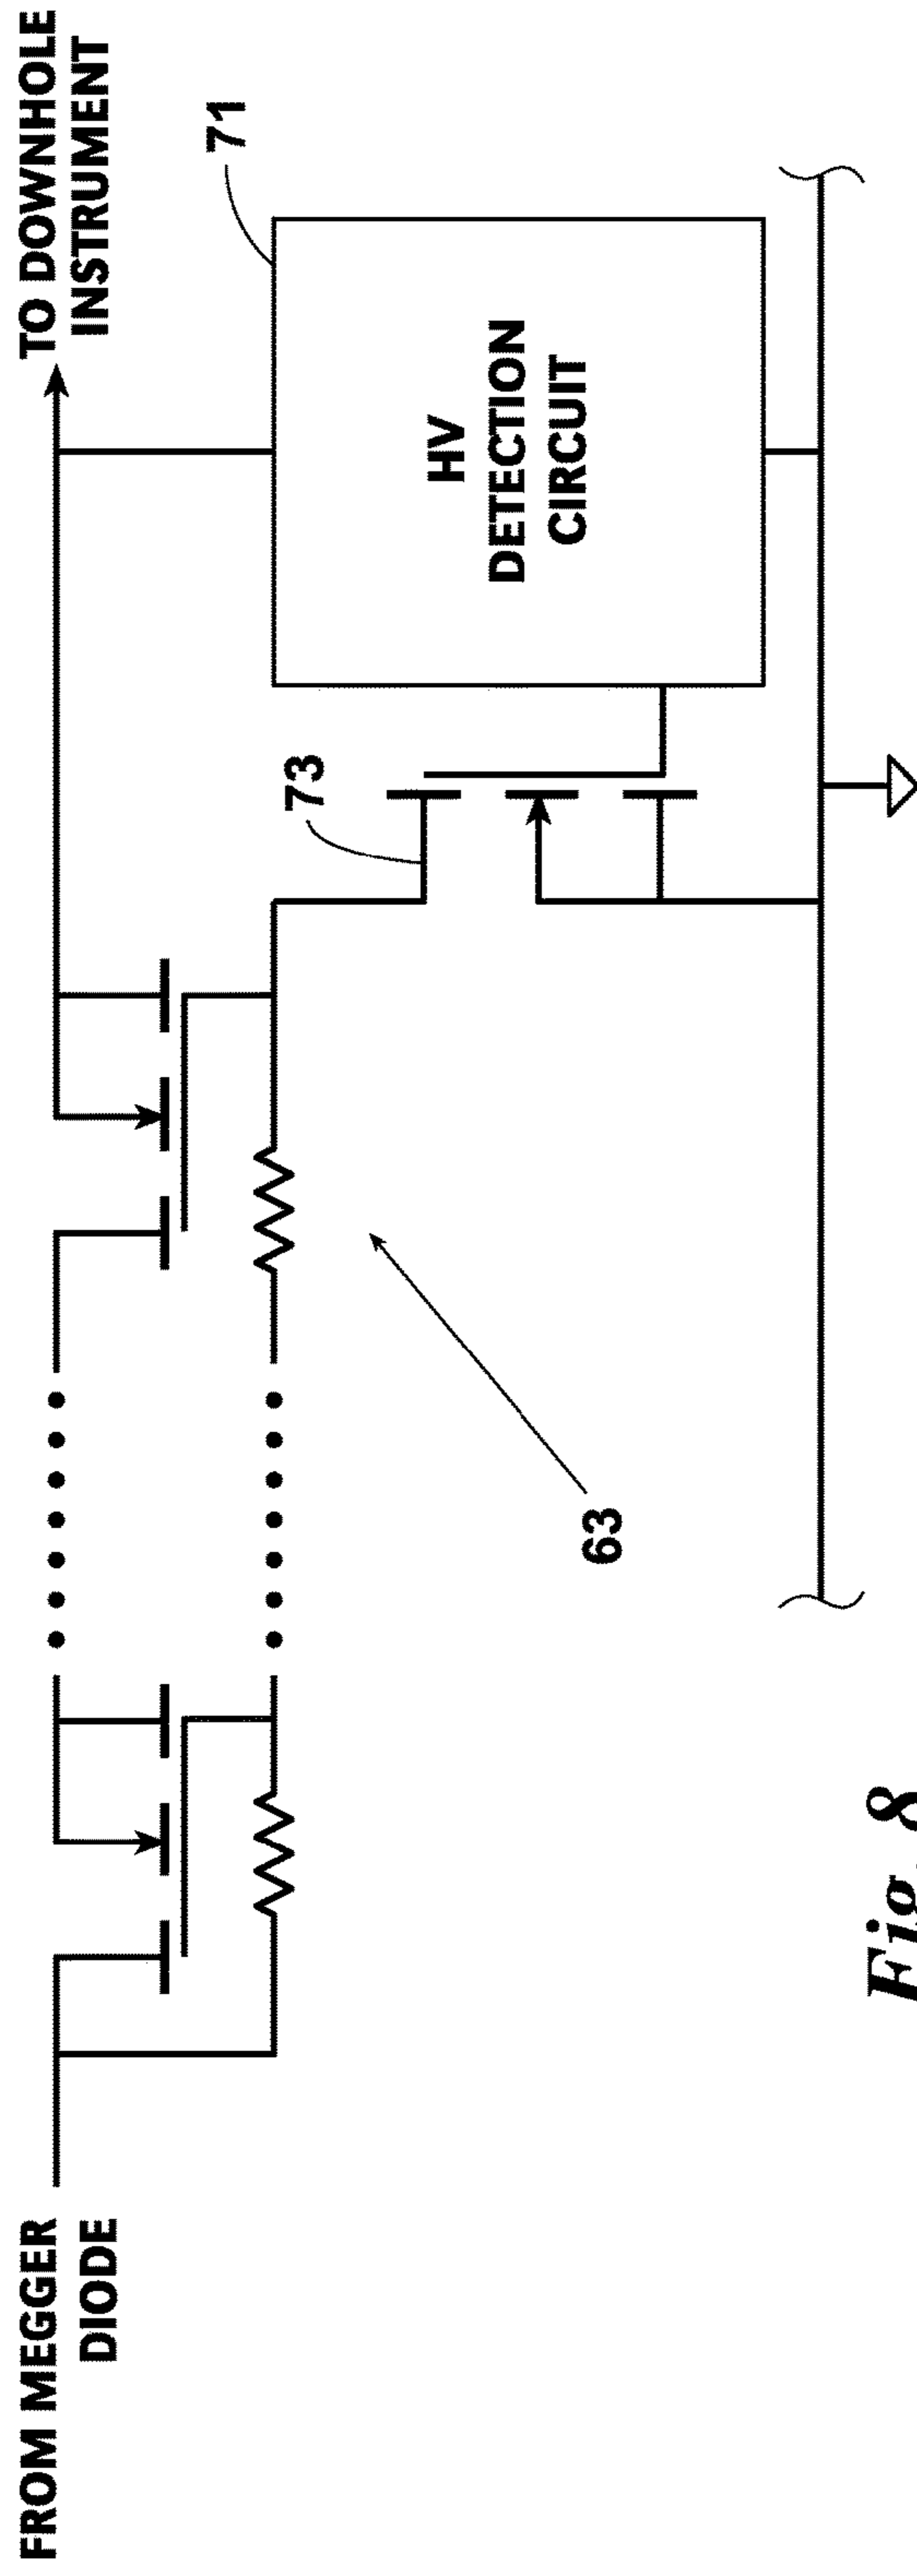 FROM MEGGER
DIODE
TO DOWNHOLE
INSTRUMENT
71
73
HV
DETECTION
CIRCUIT
63
Fig. 8